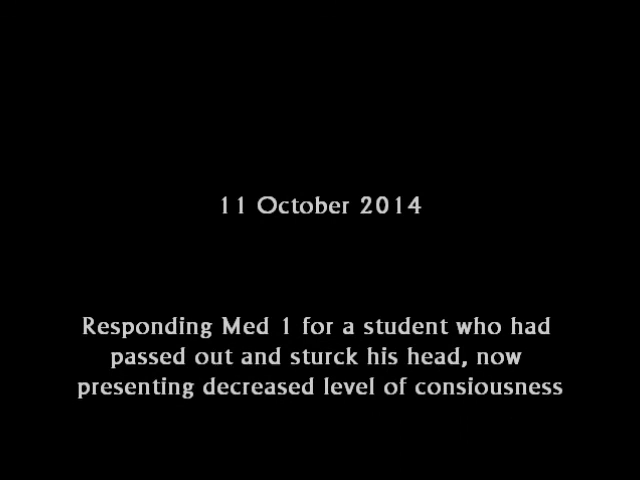 11 October 2014
Responding Med 1 for a student who had
passed out and sturck his head, now
presenting decreased level of consiousness